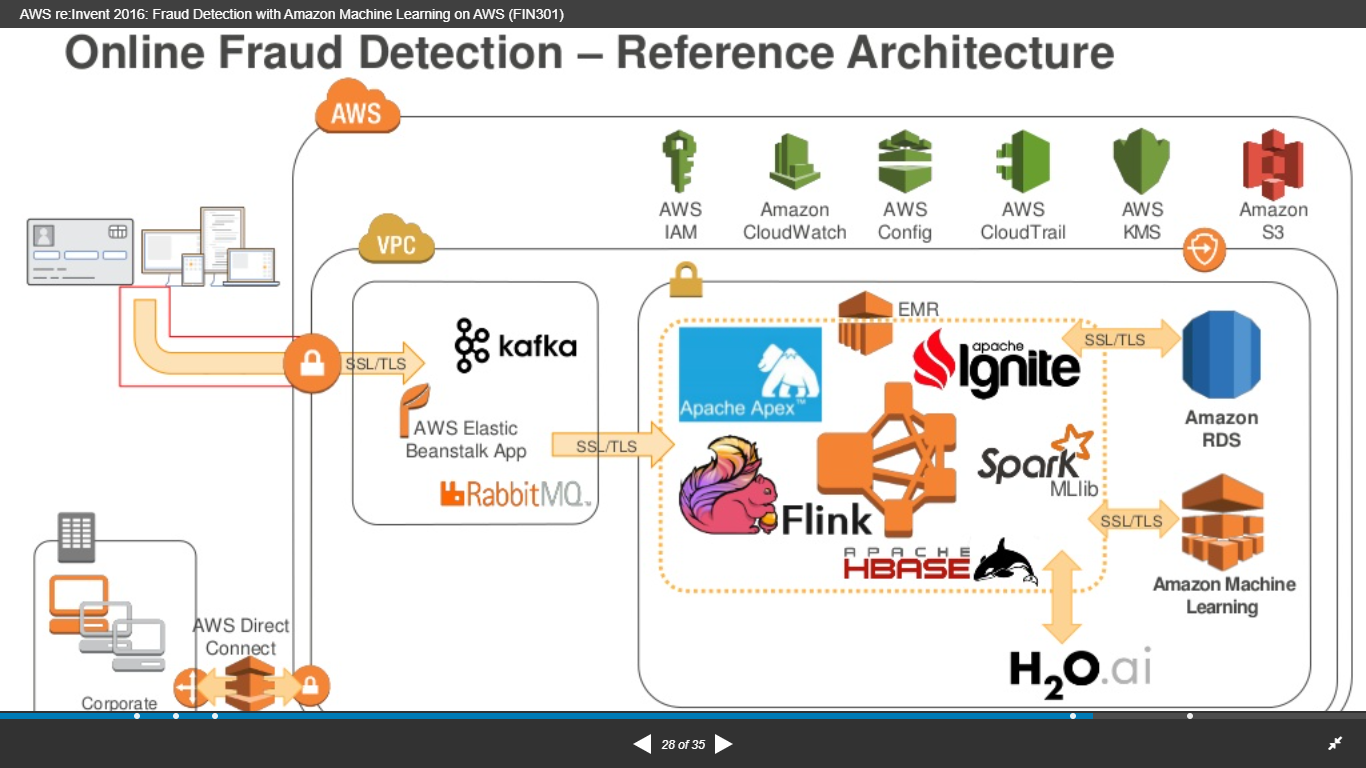 AWS re:Invent 2016: Fraud Detection with Amazon Machine Learning on AWS (FIN301)
Online Fraud Detection – Reference Architecture
AWS
AWS
IAM
Amazon
CloudWatch
AWS
Config
AWS
CloudTrail
AWS
KMS
Amazon
S3
VPC
SSL/TLS
kafka
AWS Elastic
Beanstalk App
RabbitMQ™
SSL/TLS
EMR
Apache Apex™
apache
Ignite
Spark
MLlib
Flink
APACHE
HBASE
SSL/TLS
Amazon
RDS
SSL/TLS
Amazon Machine
Learning
H2O.ai
AWS Direct
Connect
Corporate
28 of 35